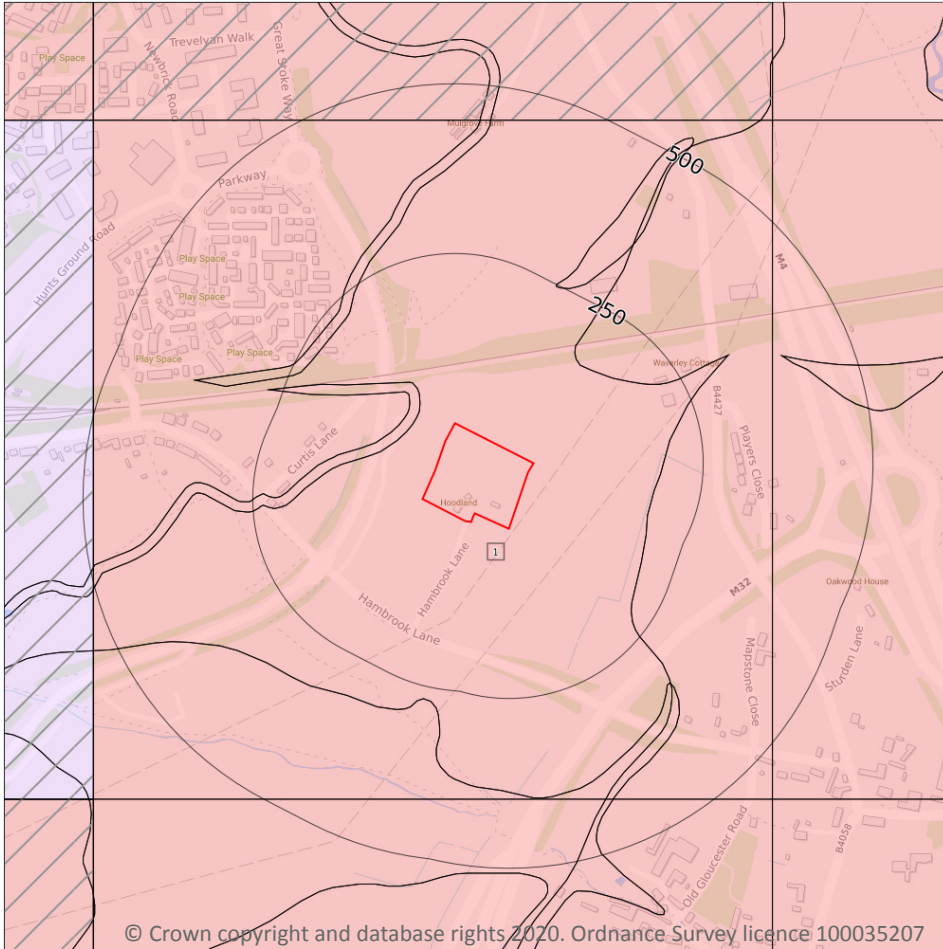 Trevelyan Walk
Play Space
Newbrick Road
Great Stoke Way
Mulgrove Farm
500
Parkway
Hunts Ground Road
Play Space
M4
Play Space
250
Play Space
Play Space
Waverley Cottage
B4427
Players Close
Curtis Lane
Hoodland
1
Hambrook Lane
M32
Oakwood House
Hambrook Lane
Mapstone Close
Sturden Lane
Old Gloucester Road
B4058
© Crown copyright and database rights 2020. Ordnance Survey licence 100035207